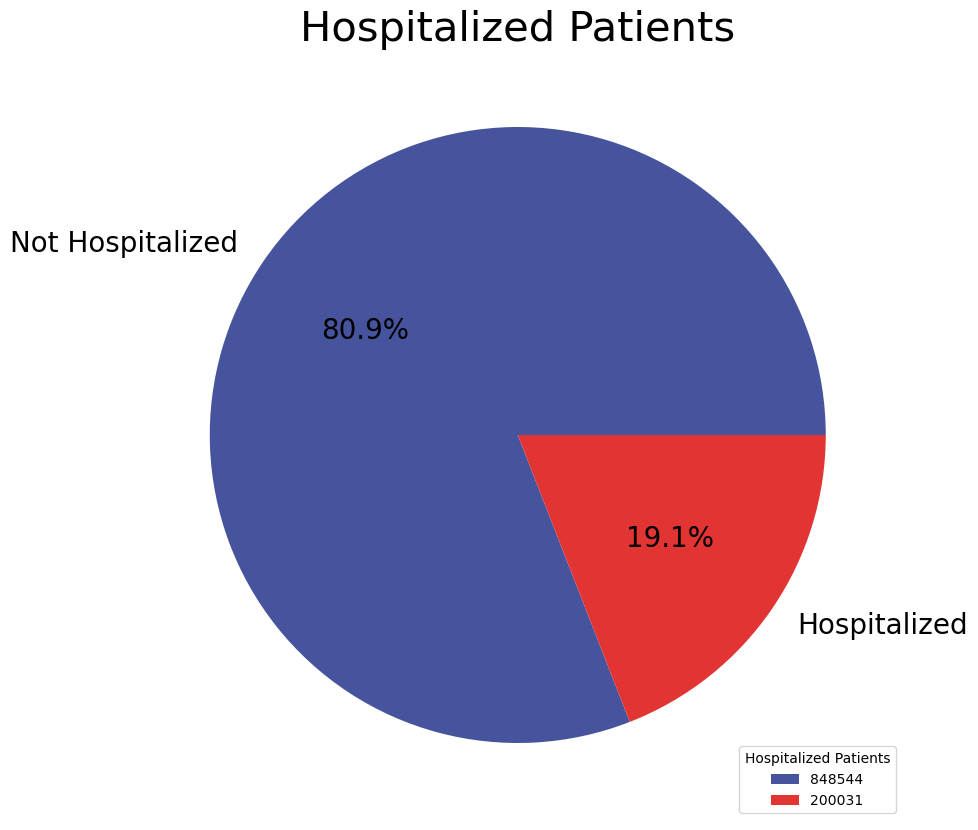 Hospitalized Patients
Not Hospitalized
80.9%
19.1%
Hospitalized
Hospitalized Patients
848544
200031